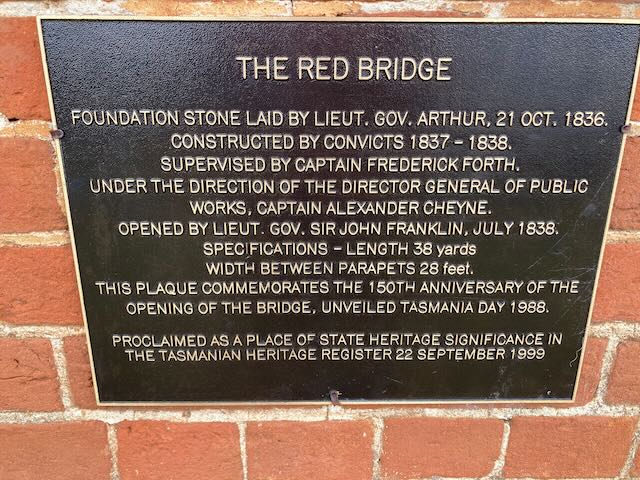 THE RED BRIDGE
FOUNDATION STONE LAID BY LIEUT. GOV. ARTHUR, 21 OCT. 1836.
CONSTRUCTED BY CONVICTS 1837 - 1838.
SUPERVISED BY CAPTAIN FREDERICK FORTH.
UNDER THE DIRECTION OF THE DIRECTOR GENERAL OF PUBLIC
WORKS, CAPTAIN ALEXANDER CHEYNE.
OPENED BY LIEUT. GOV. SIR JOHN FRANKLIN, JULY 1838.
SPECIFICATIONS - LENGTH 38 yards
WIDTH BETWEEN PARAPETS 28 feet.
THIS PLAQUE COMMEMORATES THE 150TH ANNIVERSARY OF THE
OPENING OF THE BRIDGE, UNVEILED TASMANIA DAY 1988.
PROCLAIMED AS A PLACE OF STATE HERITAGE SIGNIFICANCE IN
THE TASMANIAN HERITAGE REGISTER 22 SEPTEMBER 1999